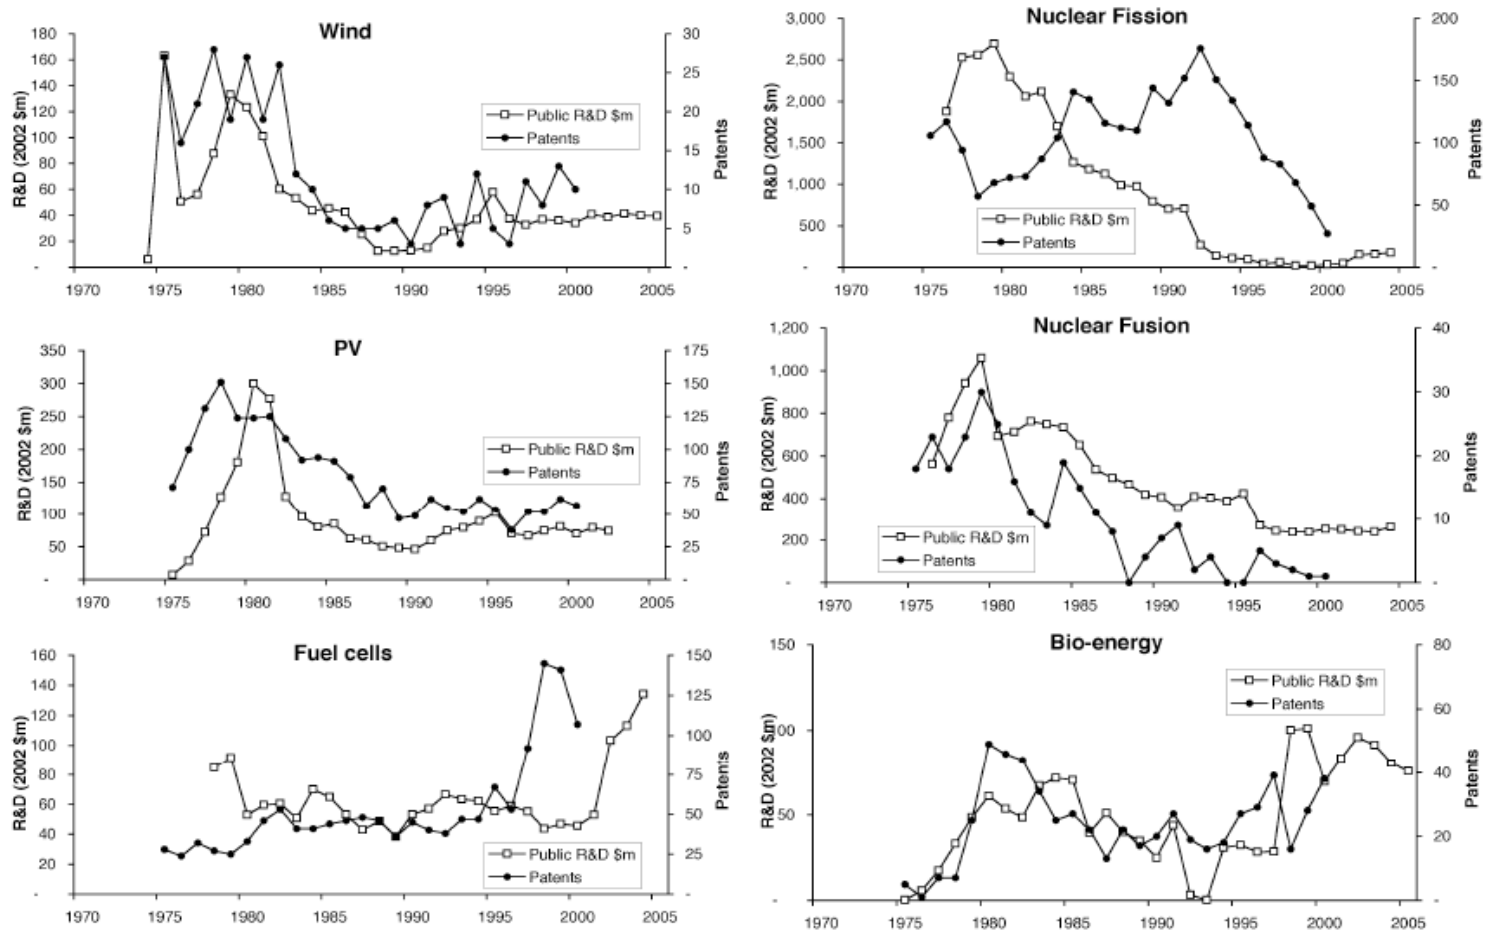 Wind
180
160
140
120
100
80
60
40
20
-
30
25
20
15
10
5
-
R&D (2002 $m)
Patents
Public R&D $m
Patents
1970 1975 1980 1985 1990 1995 2000 2005
Nuclear Fission
3,000
2,500
2,000
1,500
1,000
500
-
200
150
100
50
-
R&D (2002 $m)
Patents
Public R&D $m
Patents
1970 1975 1980 1985 1990 1995 2000 2005
PV
350
300
250
200
150
100
50
-
175
150
125
100
75
50
25
-
R&D (2002 $m)
Patents
Public R&D $m
Patents
1970 1975 1980 1985 1990 1995 2000 2005
Nuclear Fusion
1,200
1,000
800
600
400
200
-
40
30
20
10
-
R&D (2002 $m)
Patents
Public R&D $m
Patents
1970 1975 1980 1985 1990 1995 2000 2005
Fuel cells
160
140
120
100
80
60
40
20
-
150
125
100
75
50
25
-
R&D (2002 $m)
Patents
Public R&D $m
Patents
1970 1975 1980 1985 1990 1995 2000 2005
Bio-energy
150
100
50
-
80
60
40
20
-
R&D (2002 $m)
Patents
Public R&D $m
Patents
1970 1975 1980 1985 1990 1995 2000 2005